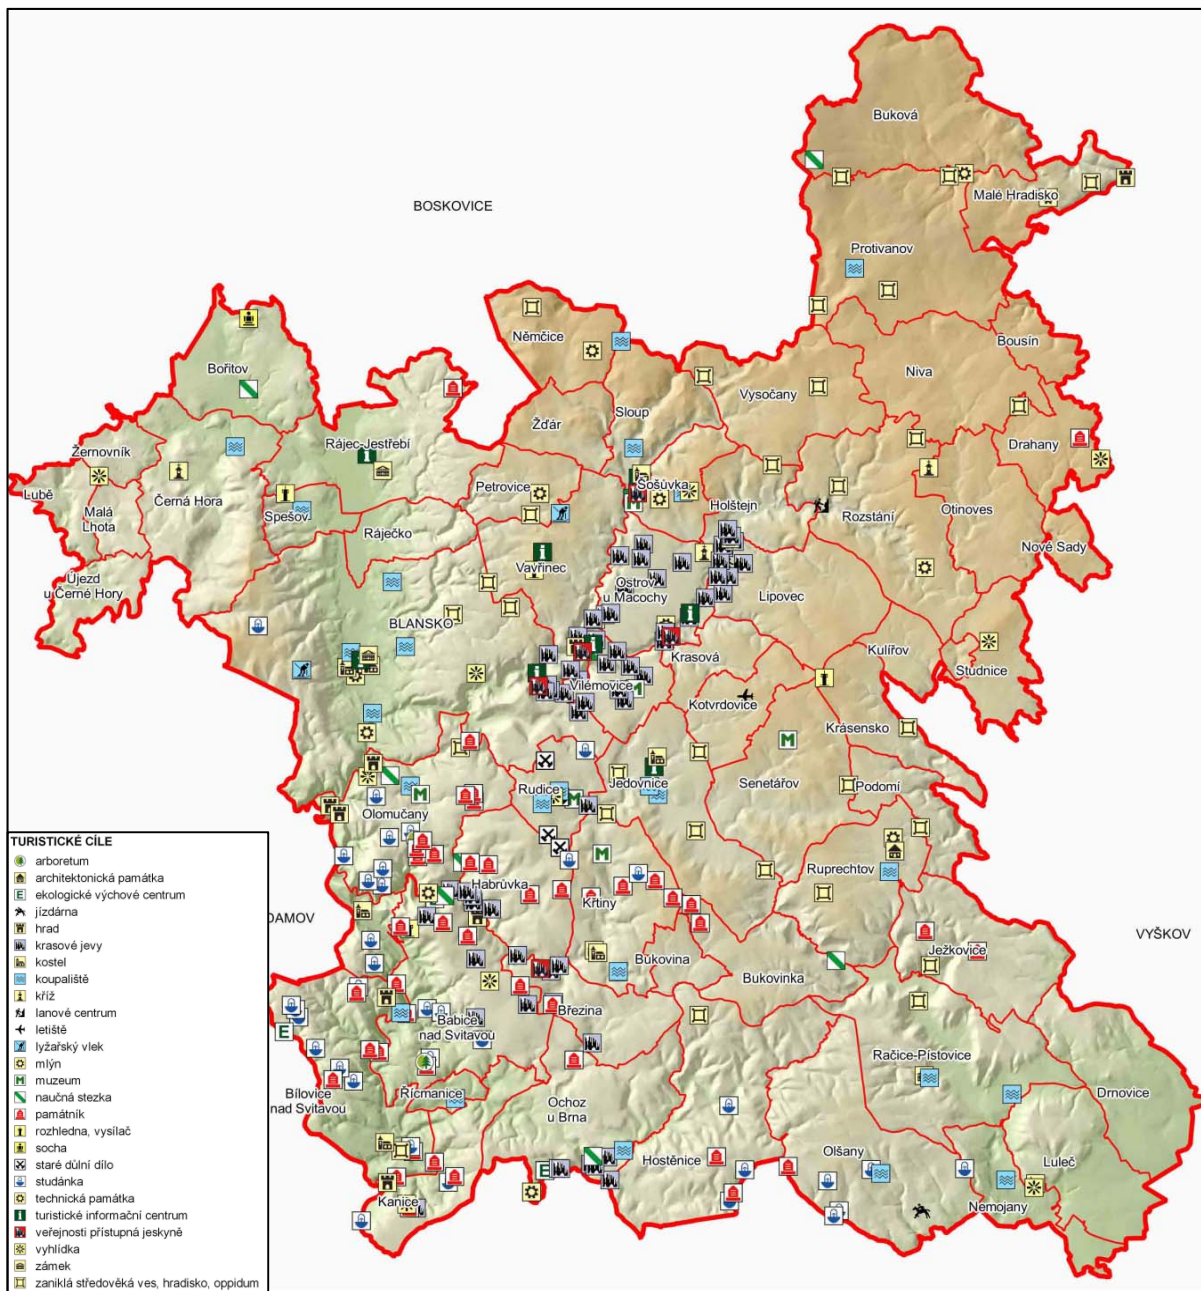 Buková
BOSKOVICE
Malé Hradisko
Protivanov
Němčice
Bousín
Bořitov
Niva
Vysočany
Sloup
Žďár
Drahany
Rájec-Jestřebí
Žernovník
Šošůvka
Petrovice
Lubě
Černá Hora
Holštejn
Malá
Lhota
Spešov
Rozstání
Otinoves
Ráječko
Nové Sady
Vavřinec
Újezd
u Černé Hory
Ostrov
u Macochy
Lipovec
BLANSKO
Kulířov
Krasová
Studnice
Vilémovice
Kotvrdovice
Krásensko
Rudice
Jedovnice
Senetářov
Podomí
Olomučany
TURISTICKÉ CÍLE
arboretum
architektonická památka
ekologické výchové centrum
jízdárna
hrad
krasové jevy
kostel
koupaliště
kříž
lanové centrum
letiště
lyžařský vlek
mlýn
muzeum
naučná stezka
památník
rozhledna, vysílač
socha
staré důlní dílo
studánka
technická památka
turistické informační centrum
veřejnosti přístupná jeskyně
vyhlídka
zámek
zaniklá středověká ves, hradisko, oppidum
Ruprechtov
Habrůvka
Křtiny
DAMOV
VYŠKOV
Ježkovice
Bukovina
Bukovinka
Březina
Babice
nad Svitavou
Račice-Pístovice
Bílovice
nad Svitavou
Řícmanice
Drnovice
Ochoz
u Brna
Olšany
Hostěnice
Luleč
Kanice
Nemojany